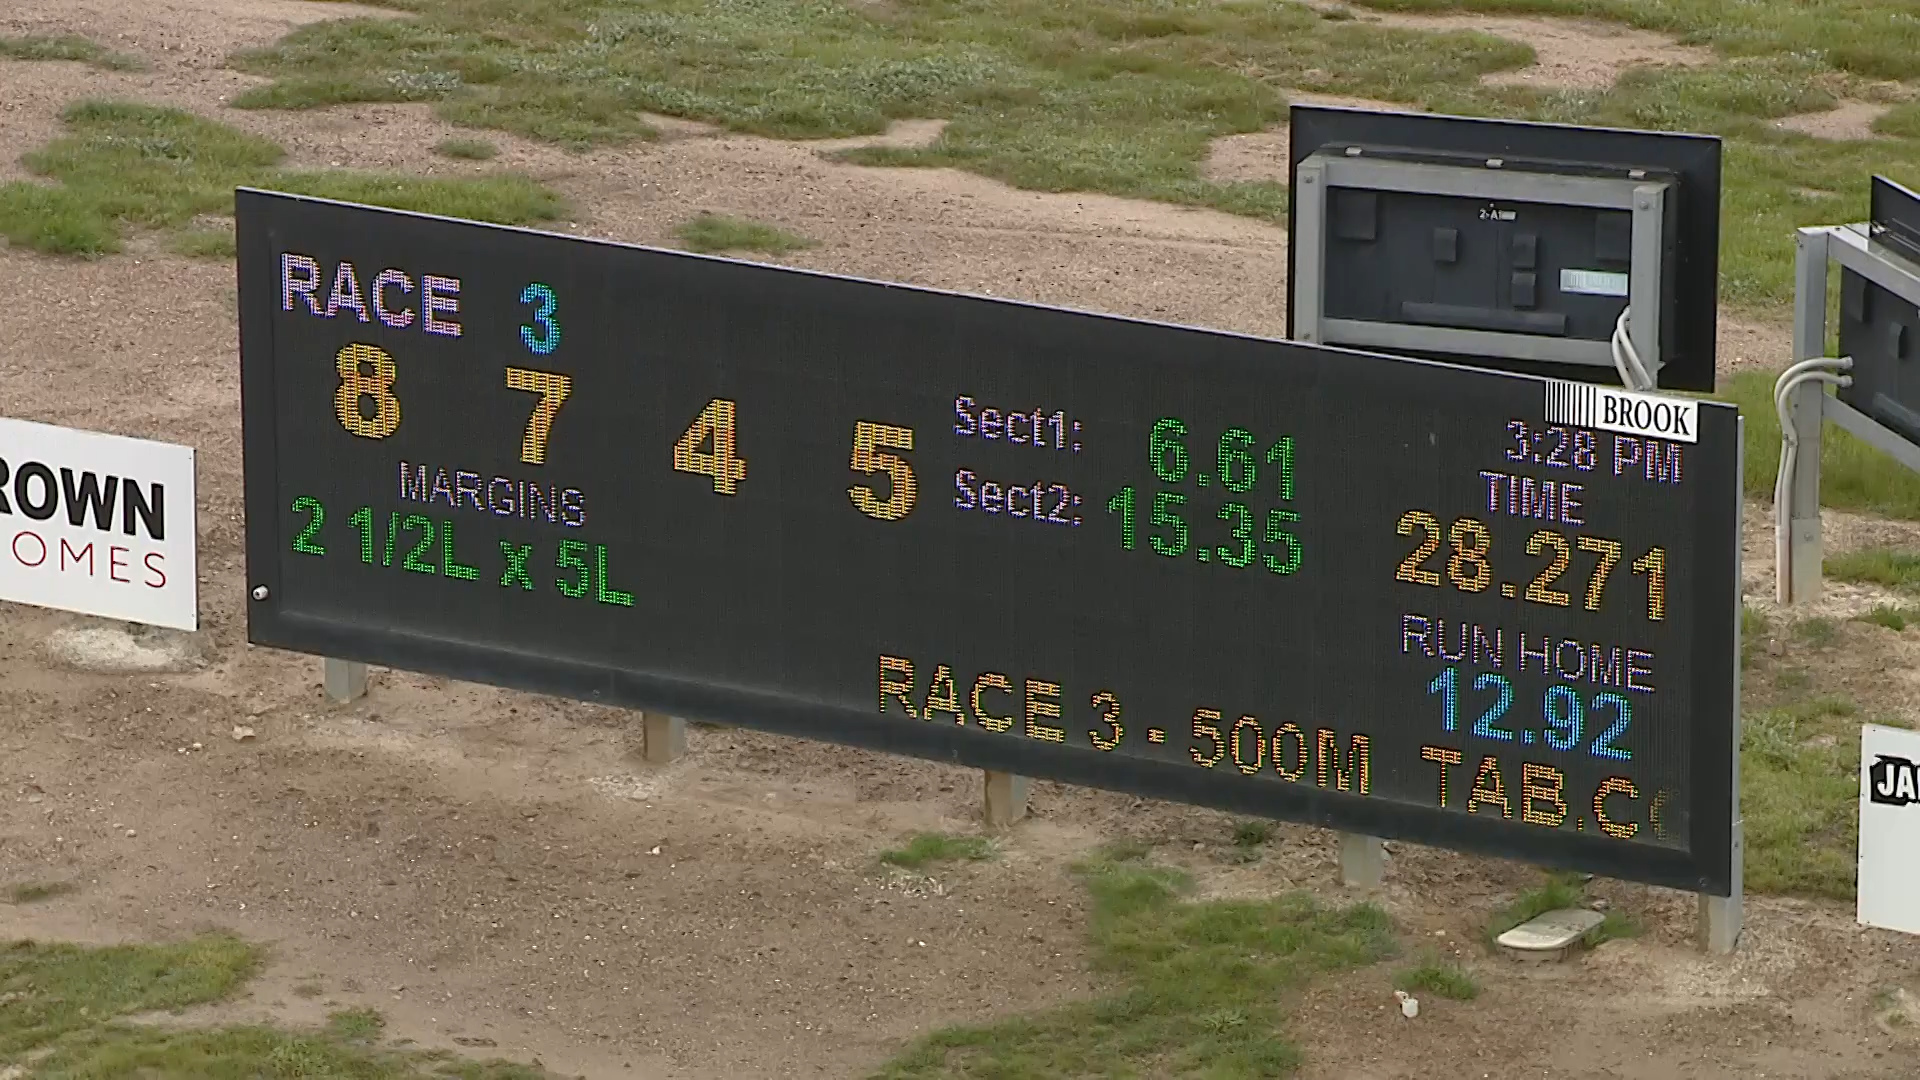 RACE 3
8 7 4 5
MARGINS
2 1/2L x 5L
Sect1: 6.61
Sect2: 15.35
BROOK
3:28 PM
TIME
28.271
RUN HOME
12.92
RACE 3 - 500M TAB.C
ROWN
OMES
JA